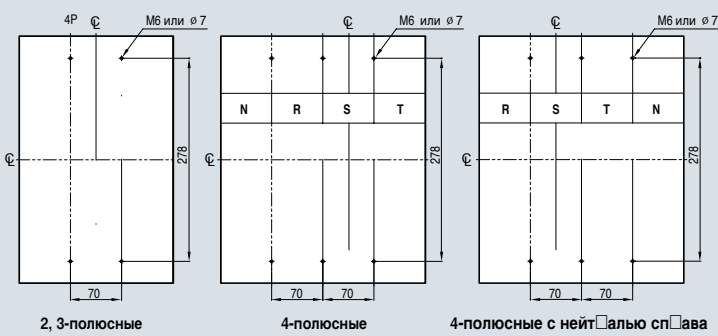 4P ℄ M6 или ø 7
278
℄
70
2, 3-полюсные
℄ M6 или ø 7
N R S T
278
℄
70 70
4-полюсные
℄ M6 или ø 7
R S T N
278
℄
70 70
4-полюсные с нейт□алью сп□ава